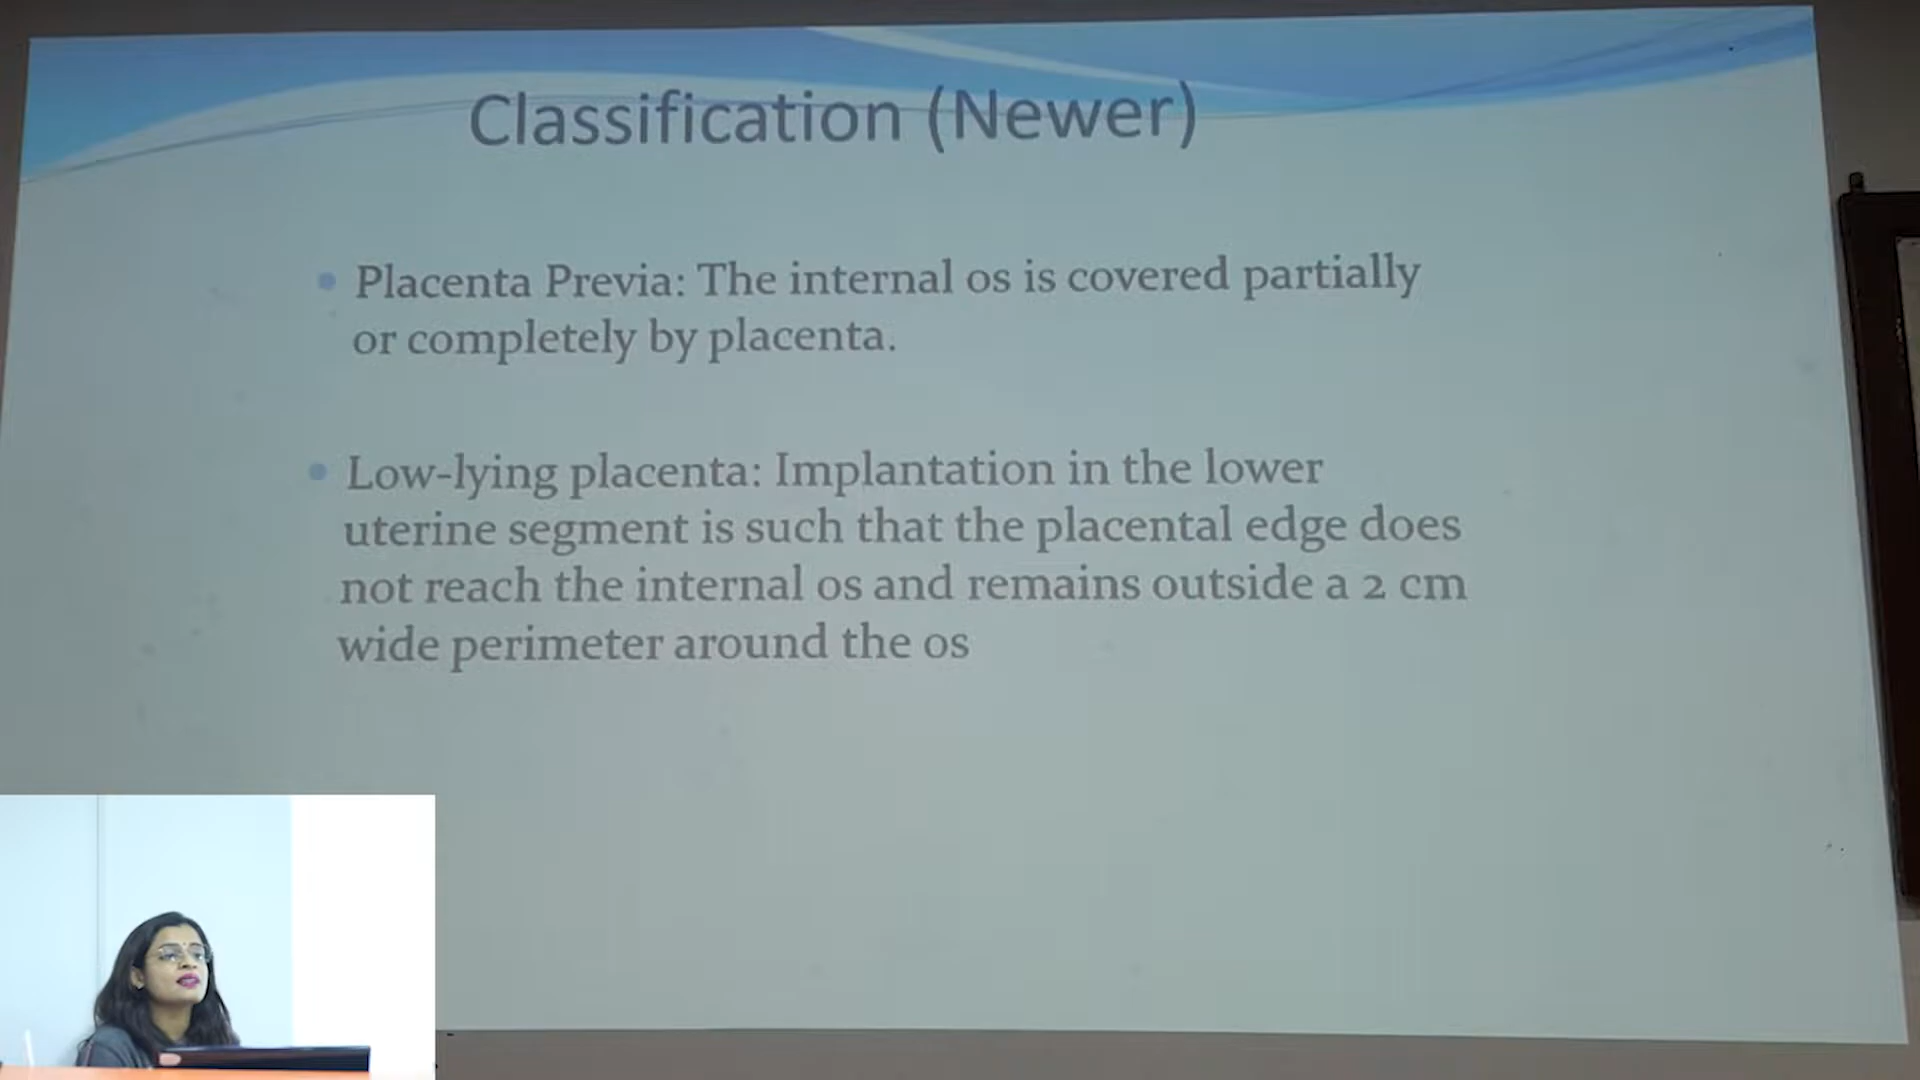 Classification (Newer)
Placenta Previa: The internal os is covered partially
or completely by placenta.
Low-lying placenta: Implantation in the lower
uterine segment is such that the placental edge does
not reach the internal os and remains outside a 2 cm
wide perimeter around the os